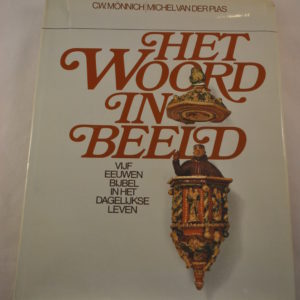 C.W. MÖNNICH/MICHEL VAN DER PLAS
HET
WOORD
IN
BEELD
VIJF
EEUWEN
BIJBEL
IN HET
DAGELIJKSE
LEVEN